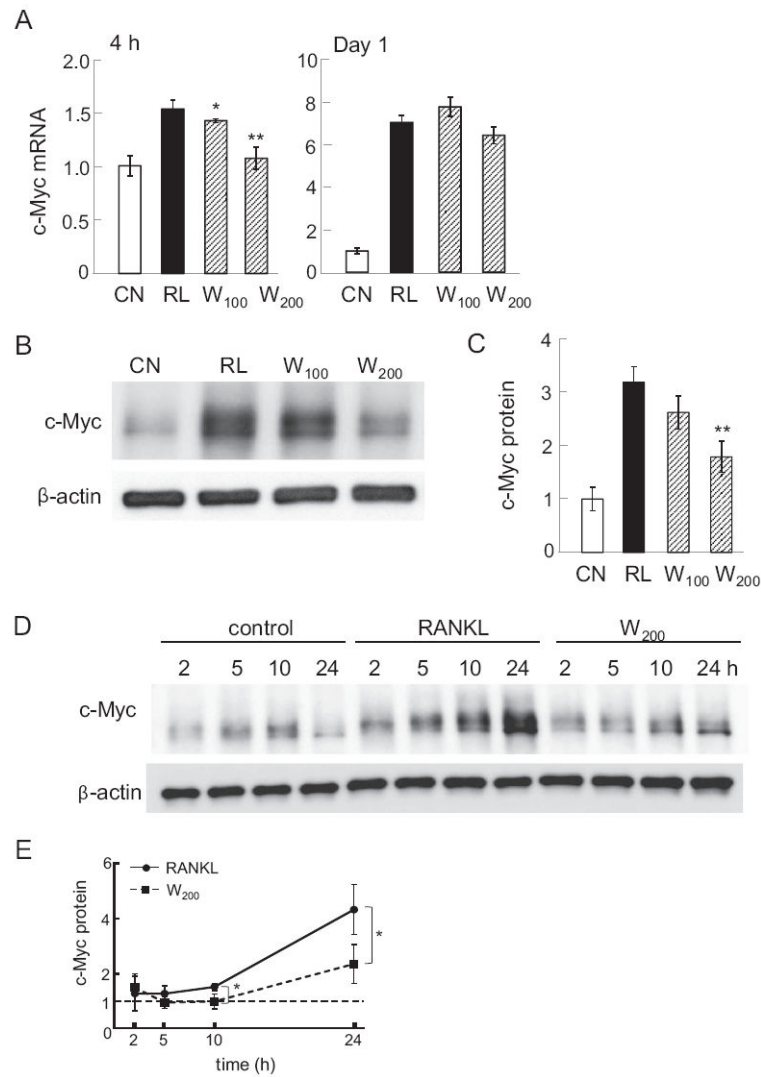 A
4 h
Day 1
c-Myc mRNA
2.0
1.5
1.0
0.5
0
*
**
CN RL W100 W200
10
8
6
4
2
0
CN RL W100 W200
B
CN RL W100 W200
c-Myc
β-actin
C
c-Myc protein
4
3
2
1
0
**
CN RL W100 W200
D
control RANKL W200
2 5 10 24 2 5 10 24 2 5 10 24 h
c-Myc
β-actin
E
c-Myc protein
6
4
2
1
0
RANKL
W200
*
*
2 5 10 24
time (h)